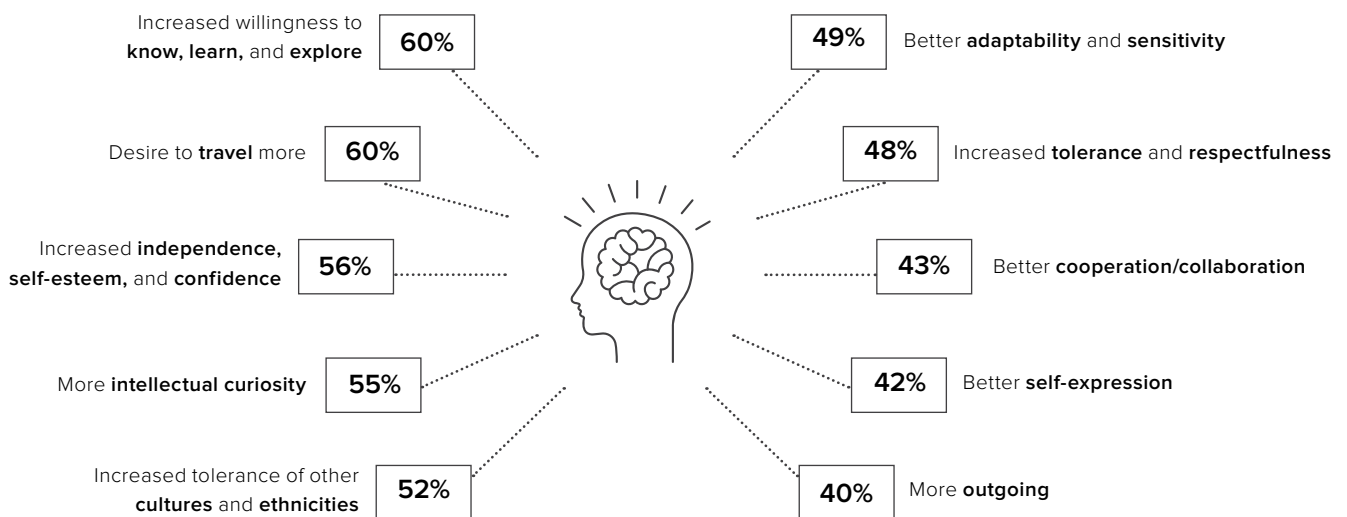 Increased willingness to
know, learn, and explore
60%
Desire to travel more
60%
Increased independence,
self-esteem, and confidence
56%
More intellectual curiosity
55%
Increased tolerance of other
cultures and ethnicities
52%
49%
Better adaptability and sensitivity
48%
Increased tolerance and respectfulness
43%
Better cooperation/collaboration
42%
Better self-expression
40%
More outgoing